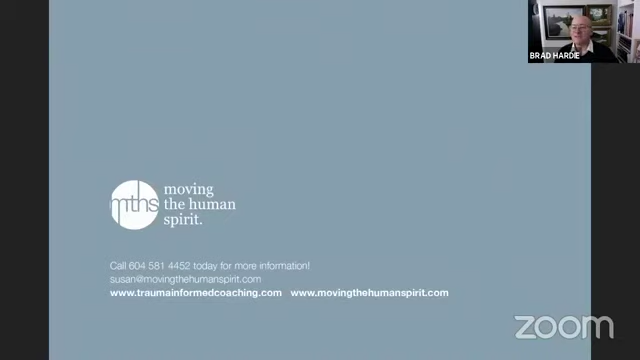 BRAD HARDIE
mths
moving
the human
spirit.
Call 604 581 4452 today for more information!
susan@movingthehumanspirit.com
www.traumainformedcoaching.com www.movingthehumanspirit.com
zoom